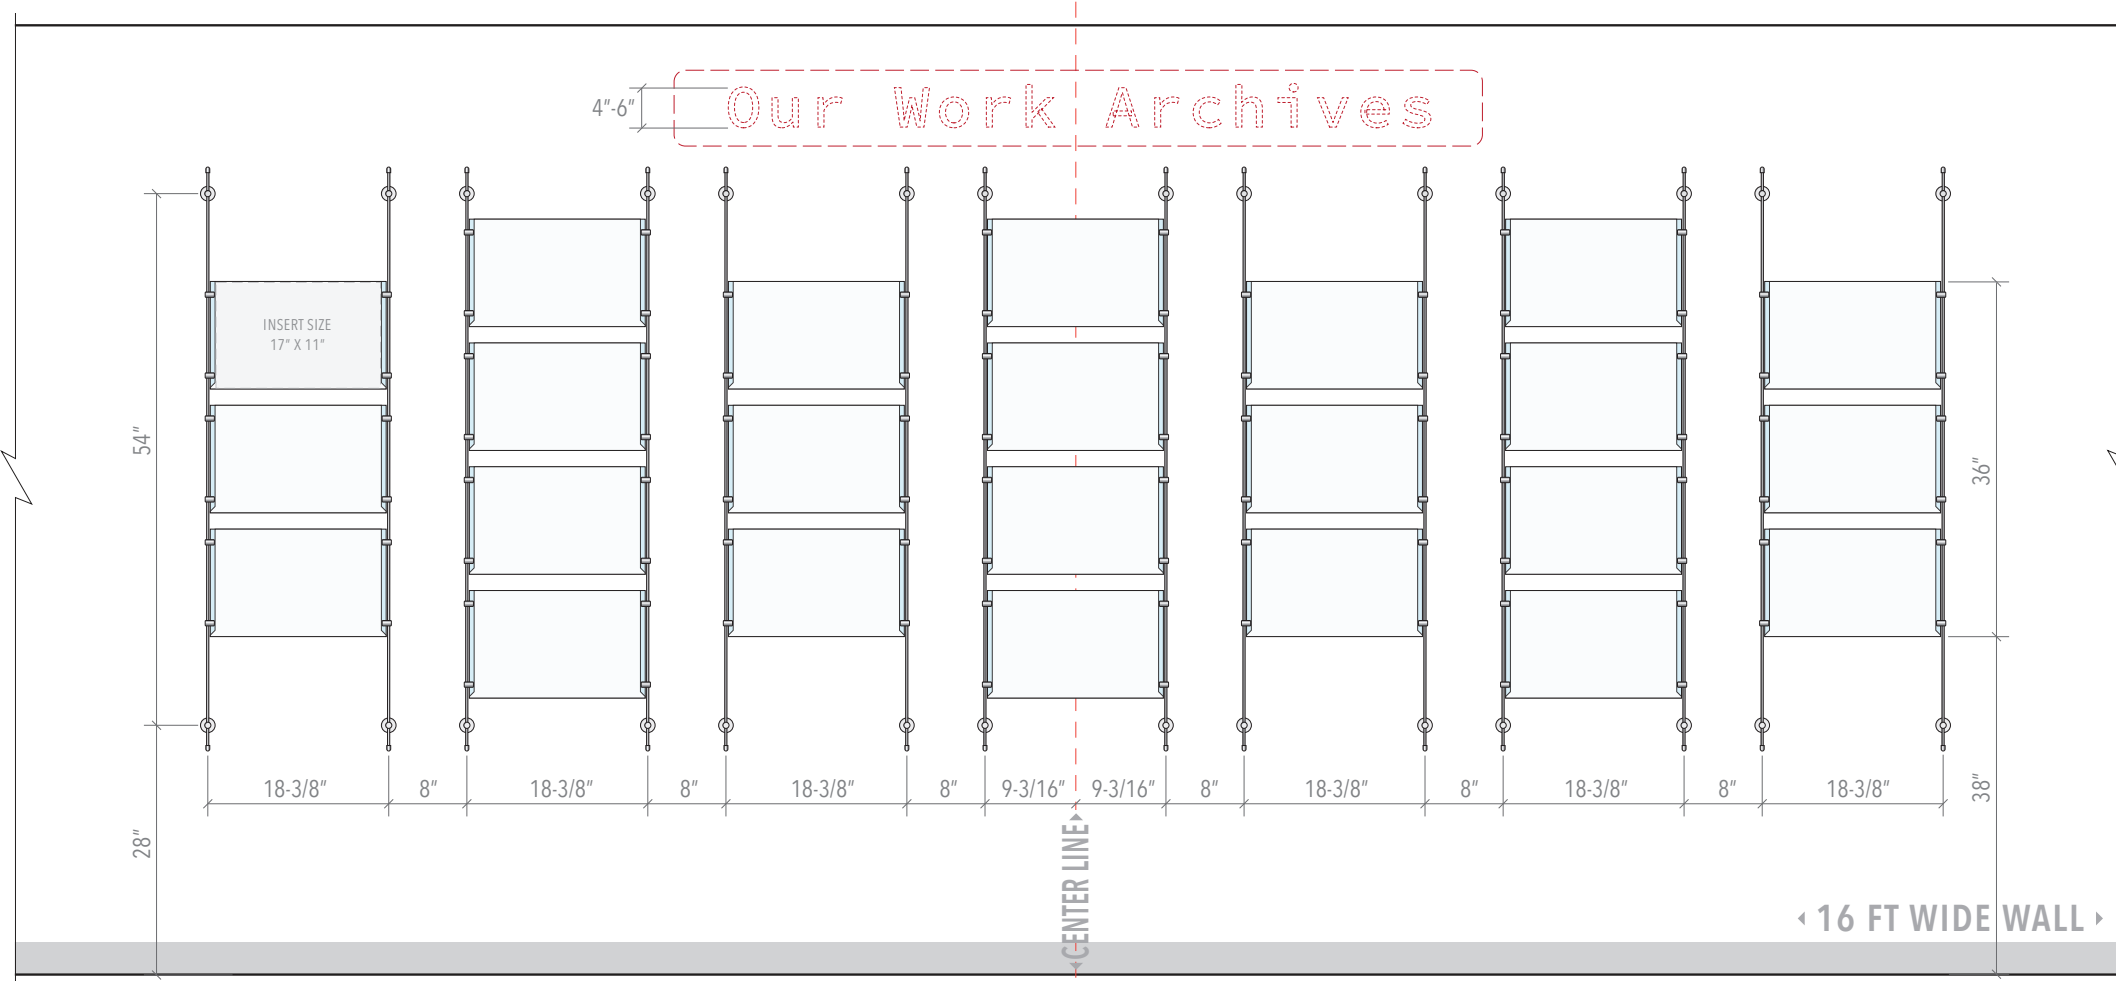 Our Work Archives
4"-6"
INSERT SIZE
17" X 11"
54"
36"
18-3/8" 8" 18-3/8" 8" 18-3/8" 8" 9-3/16" 9-3/16" 8" 18-3/8" 8" 18-3/8" 8" 18-3/8"
28"
38"
CENTER LINE
16 FT WIDE WALL